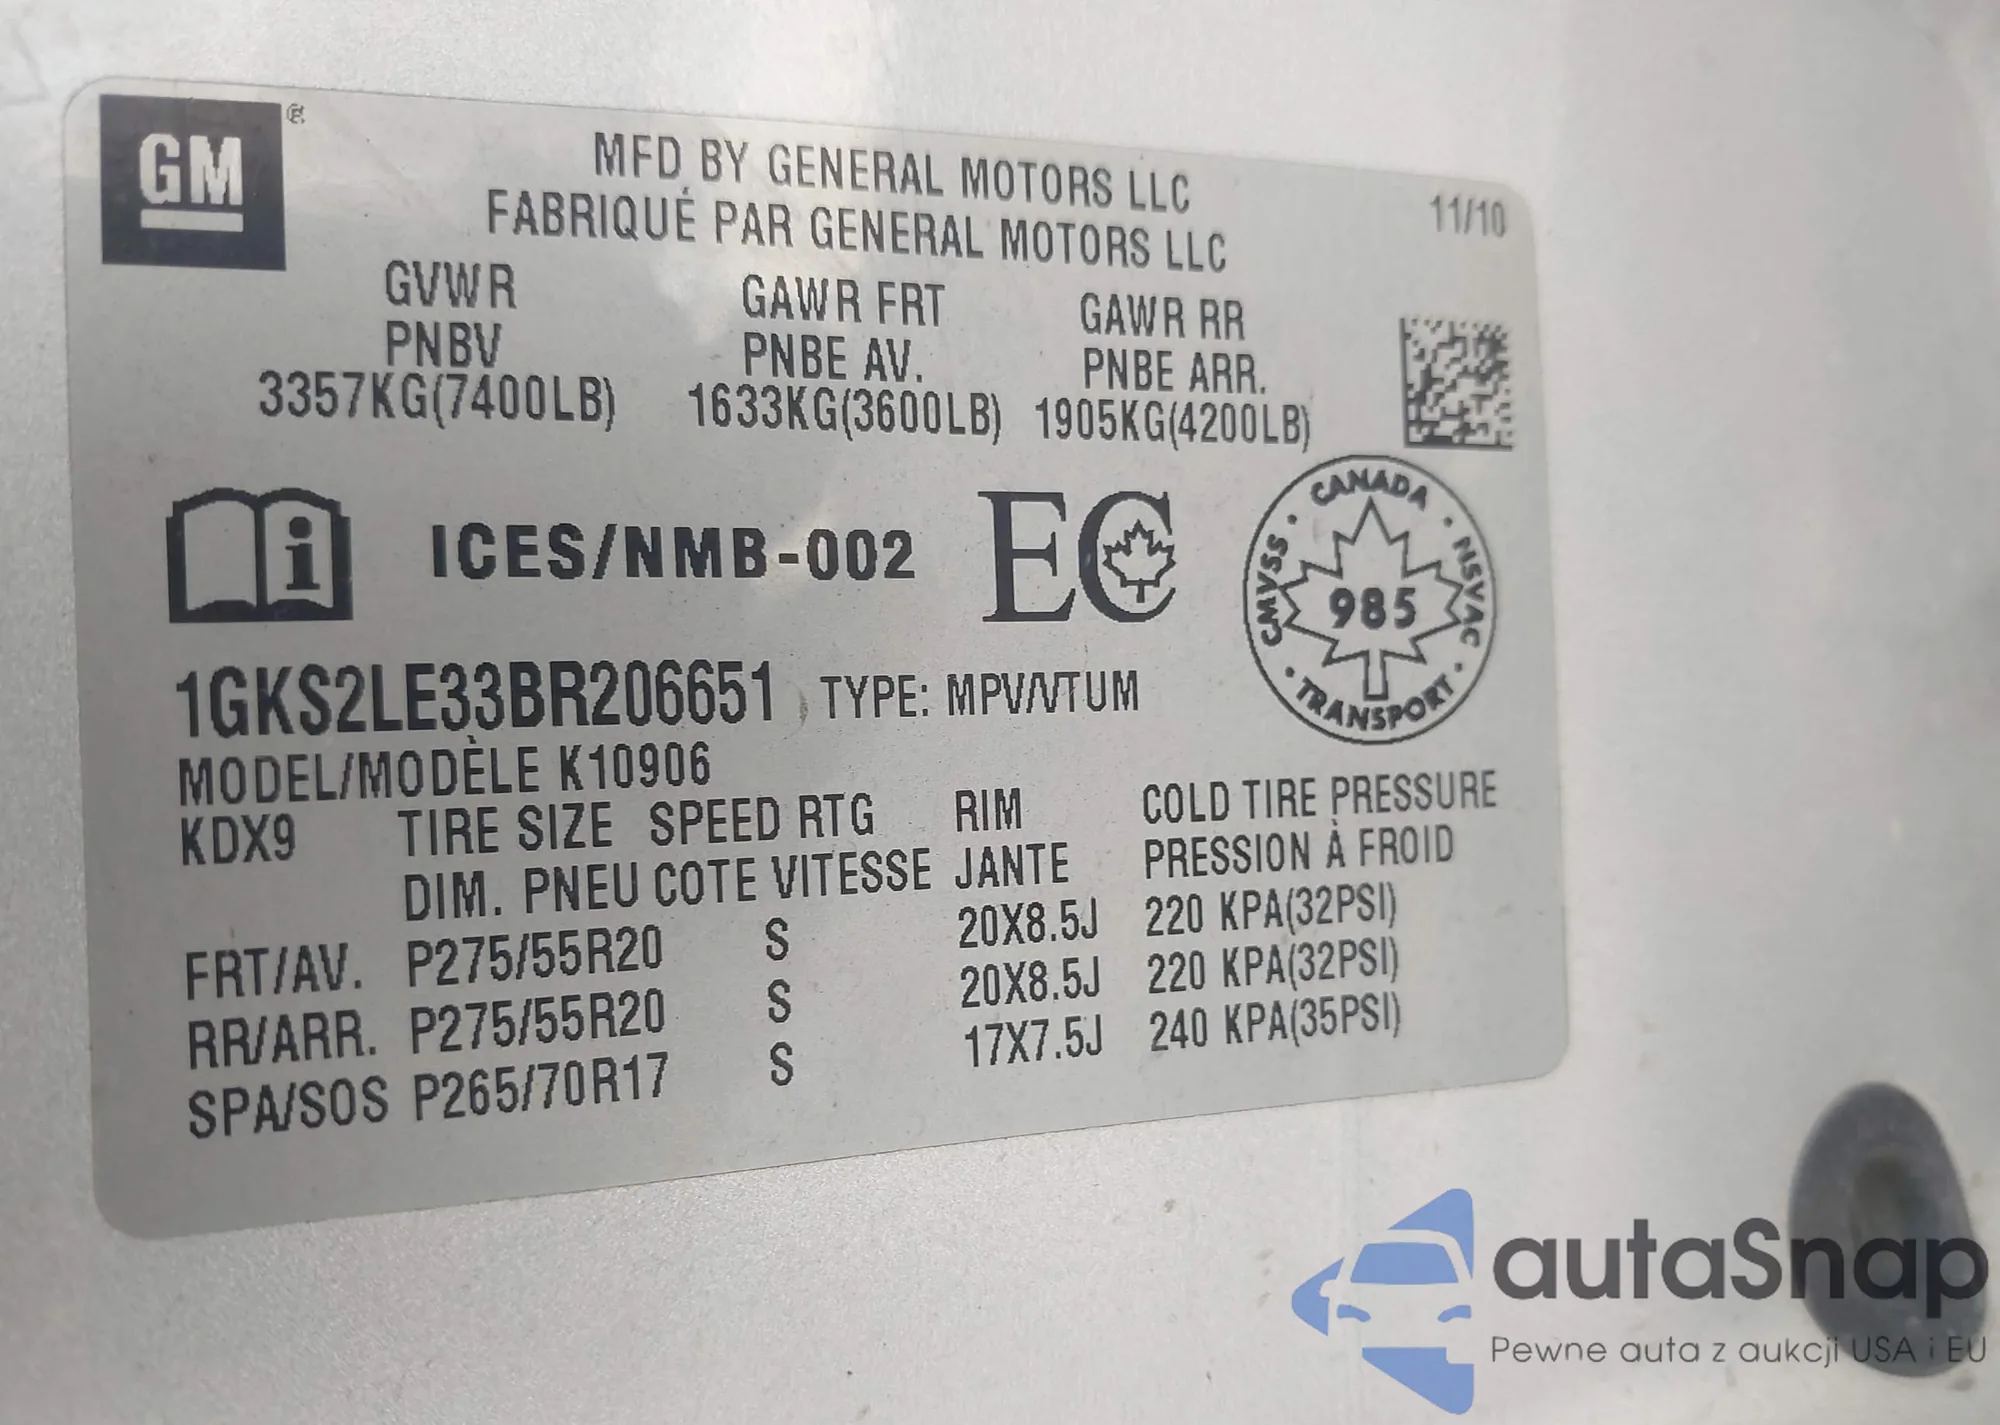 GM ®
MFD BY GENERAL MOTORS LLC
FABRIQUÉ PAR GENERAL MOTORS LLC
11/10
GVWR GAWR FRT GAWR RR
PNBV PNBE AV. PNBE ARR.
3357KG(7400LB) 1633KG(3600LB) 1905KG(4200LB)
i ICES/NMB-002 EC
CANADA · NSVAC · TRANSPORT · CMVSS ·
985
1GKS2LE33BR206651 TYPE: MPV/VTUM
MODEL/MODÈLE K10906
KDX9 TIRE SIZE SPEED RTG RIM COLD TIRE PRESSURE
DIM. PNEU COTE VITESSE JANTE PRESSION À FROID
FRT/AV. P275/55R20 S 20X8.5J 220 KPA(32PSI)
RR/ARR. P275/55R20 S 20X8.5J 220 KPA(32PSI)
SPA/SOS P265/70R17 S 17X7.5J 240 KPA(35PSI)
autaSnap
Pewne auta z aukcji USA i EU